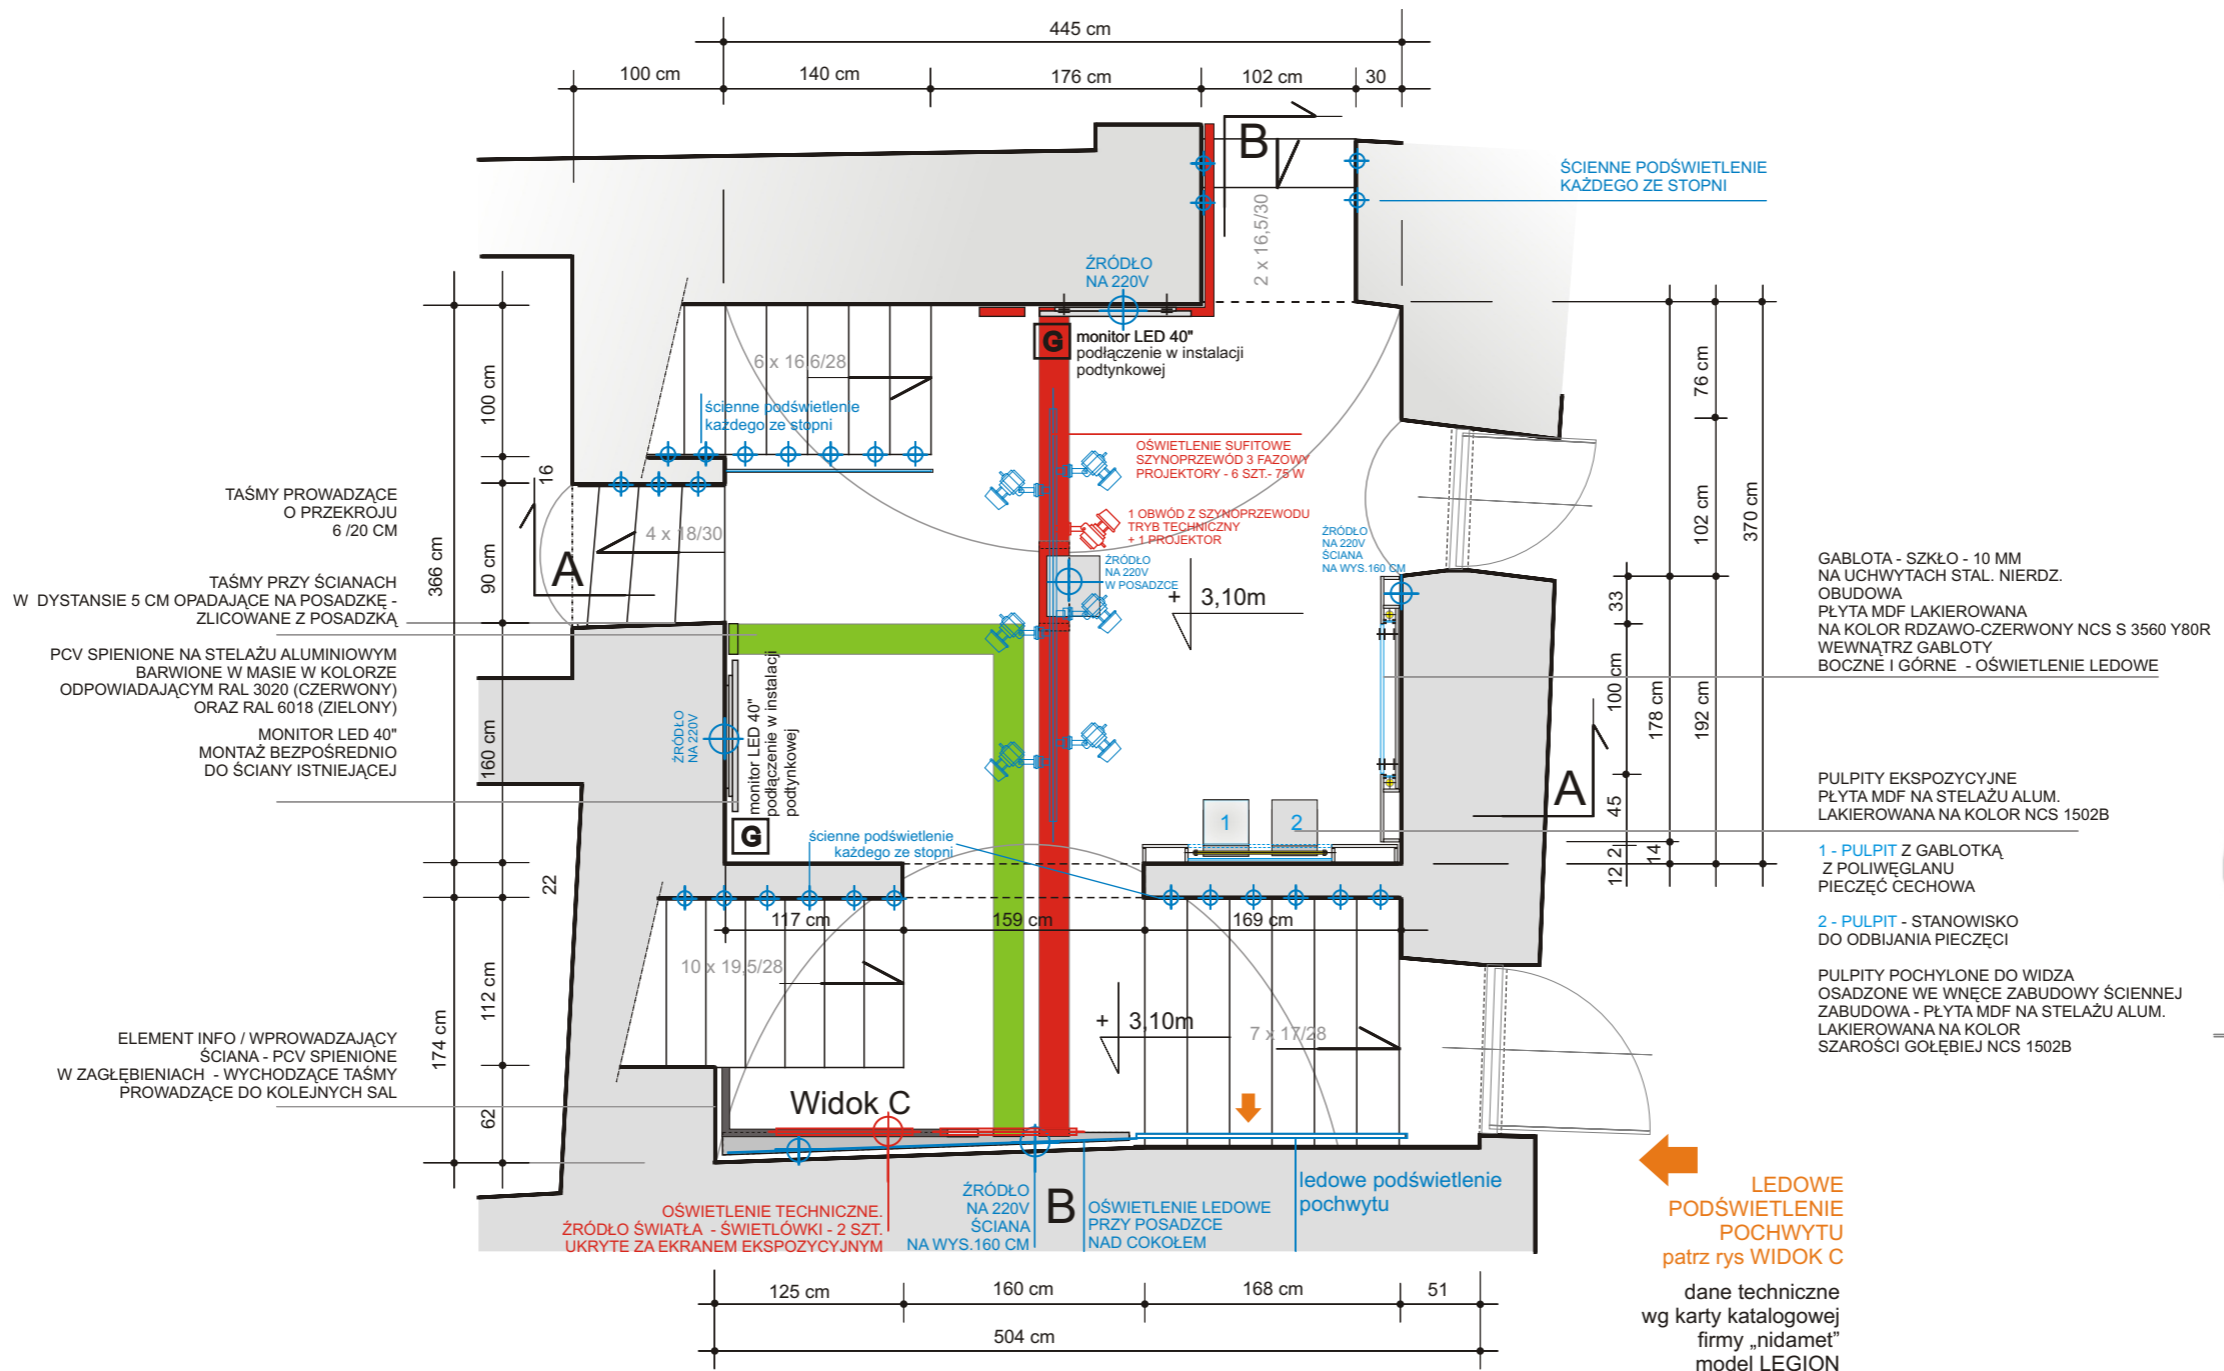 445 cm
100 cm
140 cm
176 cm
102 cm
30
B
ŚCIENNE PODŚWIETLENIE
KAŻDEGO ZE STOPNI
2 x 16,5/30
ŹRÓDŁO
NA 220V
G
monitor LED 40"
podłączenie w instalacji
podtynkowej
6 x 16,6/28
ścienne podświetlenie
każdego ze stopni
100 cm
16
366 cm
90 cm
160 cm
22
174 cm
112 cm
62
TAŚMY PROWADZĄCE
O PRZEKROJU
6 /20 CM
TAŚMY PRZY ŚCIANACH
W DYSTANSIE 5 CM OPADAJĄCE NA POSADZKĘ -
ZLICOWANE Z POSADZKĄ
PCV SPIENIONE NA STELAŻU ALUMINIOWYM
BARWIONE W MASIE W KOLORZE
ODPOWIADAJĄCYM RAL 3020 (CZERWONY)
ORAZ RAL 6018 (ZIELONY)
MONITOR LED 40"
MONTAŻ BEZPOŚREDNIO
DO ŚCIANY ISTNIEJĄCEJ
ELEMENT INFO / WPROWADZAJĄCY
ŚCIANA - PCV SPIENIONE
W ZAGŁĘBIENIACH - WYCHODZĄCE TAŚMY
PROWADZĄCE DO KOLEJNYCH SAL
A
4 x 18/30
OŚWIETLENIE SUFITOWE
SZYNOPRZEWÓD 3 FAZOWY
PROJEKTORY - 6 SZT.- 75 W
1 OBWÓD Z SZYNOPRZEWODU
TRYB TECHNICZNY
+ 1 PROJEKTOR
ŹRÓDŁO
NA 220V
W POSADZCE
ŹRÓDŁO
NA 220V
ŚCIANA
NA WYS.160 CM
+ 3,10m
76 cm
102 cm
370 cm
33
100 cm
178 cm
192 cm
45
12 2
14
A
GABLOTA - SZKŁO - 10 MM
NA UCHWYTACH STAL. NIERDZ.
OBUDOWA
PŁYTA MDF LAKIEROWANA
NA KOLOR RDZAWO-CZERWONY NCS S 3560 Y80R
WEWNĄTRZ GABLOTY
BOCZNE I GÓRNE - OŚWIETLENIE LEDOWE
PULPITY EKSPOZYCYJNE
PŁYTA MDF NA STELAŻU ALUM.
LAKIEROWANA NA KOLOR NCS 1502B
1 - PULPIT Z GABLOTKĄ
Z POLIWĘGLANU
PIECZĘĆ CECHOWA
2 - PULPIT - STANOWISKO
DO ODBIJANIA PIECZĘCI
PULPITY POCHYLONE DO WIDZA
OSADZONE WE WNĘCE ZABUDOWY ŚCIENNEJ
ZABUDOWA - PŁYTA MDF NA STELAŻU ALUM.
LAKIEROWANA NA KOLOR
SZAROŚCI GOŁĘBIEJ NCS 1502B
ŹRÓDŁO
NA 220V
monitor LED 40"
podłączenie w instalacji
podtynkowej
G
1
2
ścienne podświetlenie
każdego ze stopni
117 cm
159 cm
169 cm
10 x 19,5/28
+ 3,10m
7 x 17/28
Widok C
OŚWIETLENIE TECHNICZNE.
ŹRÓDŁO ŚWIATŁA - ŚWIETLÓWKI - 2 SZT.
UKRYTE ZA EKRANEM EKSPOZYCYJNYM
ŹRÓDŁO
NA 220V
ŚCIANA
NA WYS.160 CM
B
OŚWIETLENIE LEDOWE
PRZY POSADZCE
NAD COKOŁEM
ledowe podświetlenie
pochwytu
LEDOWE
PODŚWIETLENIE
POCHWYTU
patrz rys WIDOK C
dane techniczne
wg karty katalogowej
firmy „nidamet”
model LEGION
125 cm
160 cm
168 cm
51
504 cm